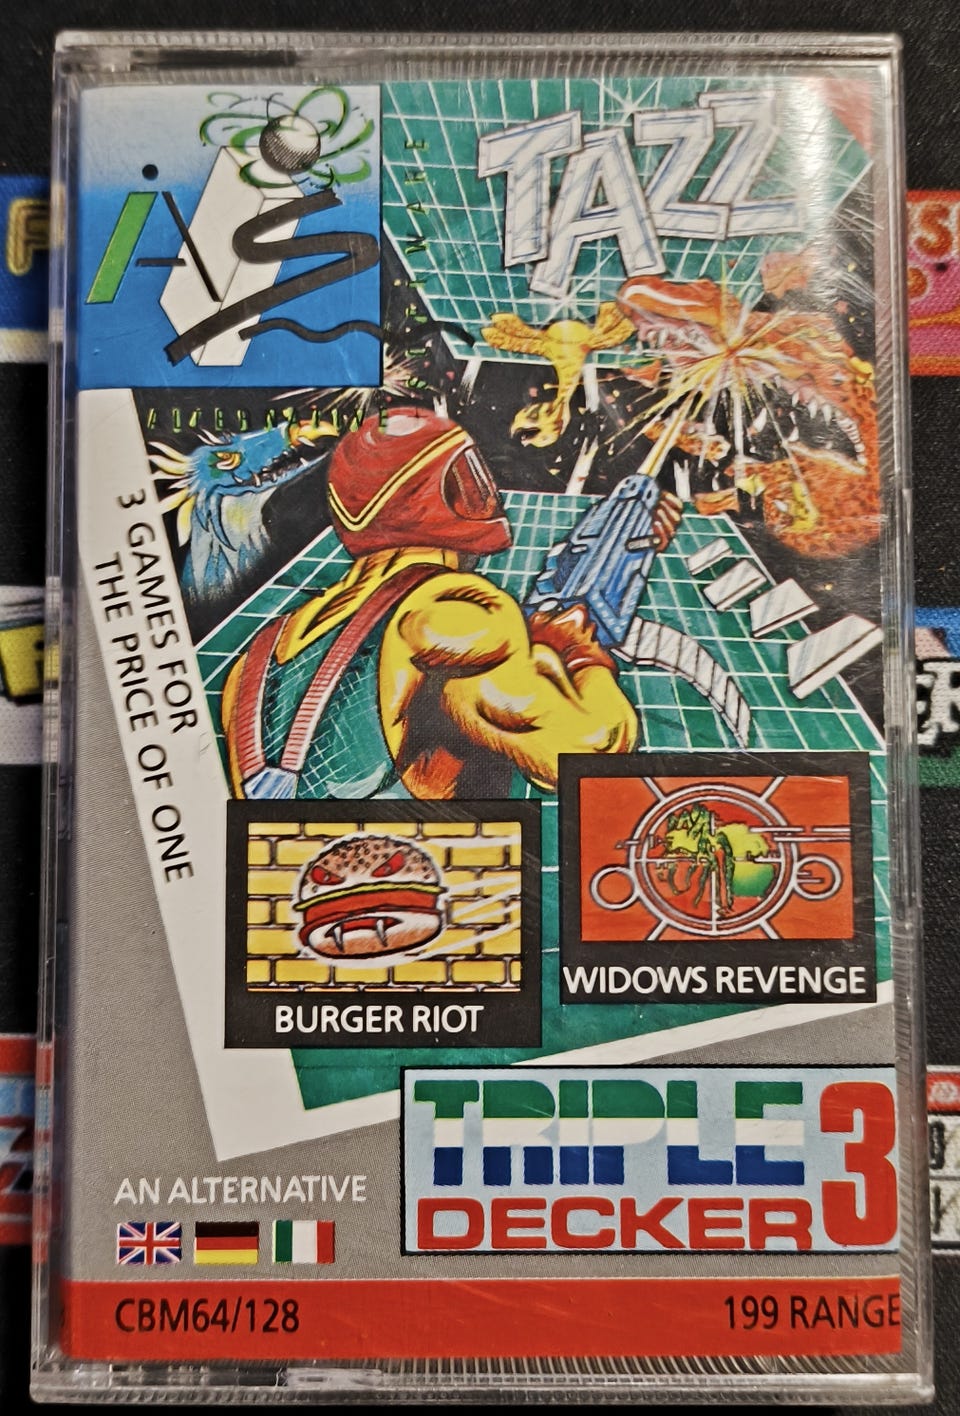 TAZZ
AS
ALTERNATIVE
SOFTWARE
3 GAMES FOR
THE PRICE OF ONE
BURGER RIOT
WIDOWS REVENGE
TRIPLE
DECKER 3
AN ALTERNATIVE
CBM64/128
199 RANGE